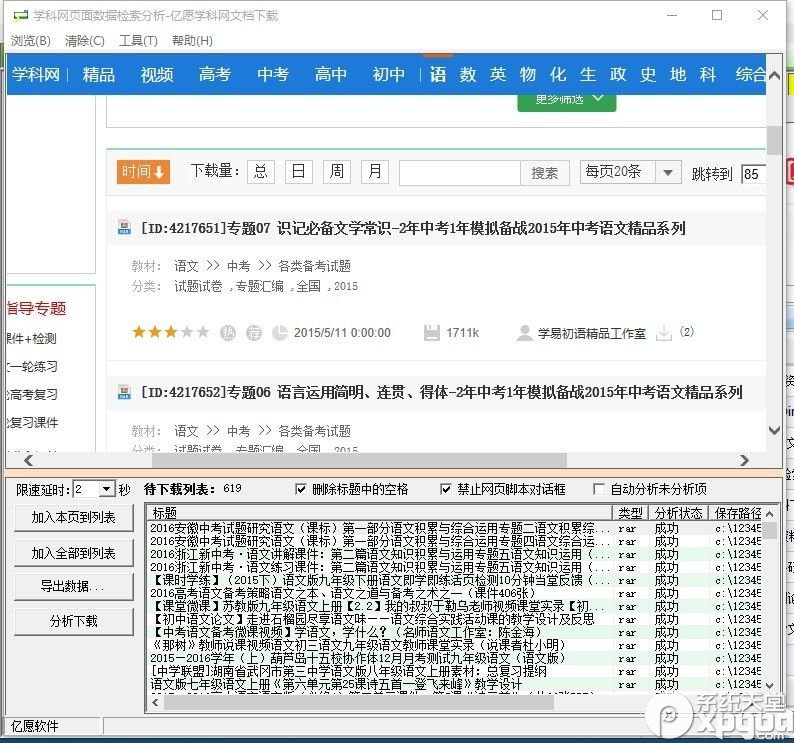 学科网页面数据检索分析-亿愿学科网文档下载
浏览(B) 清除(C) 工具(T) 帮助(H)
学科网 | 精品 视频 高考 中考 高中 初中 | 语 数 英 物 化 生 政 史 地 科 综合
更多筛选
时间 下载量： 总 日 周 月 搜索 每页20条 跳转到 85
[ID:4217651]专题07 识记必备文学常识-2年中考1年模拟备战2015年中考语文精品系列
教材： 语文 >> 中考 >> 各类备考试题
分类： 试题试卷 ,专题汇编 ,全国 ,2015
指导专题
课件+检测
一轮练习
高考复习
复习课件
热 荐 2015/5/11 0:00:00 1711k 学易初语精品工作室 (2)
[ID:4217652]专题06 语言运用简明、连贯、得体-2年中考1年模拟备战2015年中考语文精品系列
教材： 语文 >> 中考 >> 各类备考试题
分类： 试题试卷 ,专题汇编 ,全国 ,2015
限速延时: 2 秒 待下载列表： 619 删除标题中的空格 禁止网页脚本对话框 自动分析未分析项
加入本页到列表
加入全部到列表
导出数据...
分析下载
标题 类型 分析状态 保存路径
2016安徽中考试题研究语文（课标）第一部分语文积累与综合运用专题二语文积累综... rar 成功 c:\12345
2016安徽中考试题研究语文（课标）第一部分语文积累与综合运用专题四语文综合运... rar 成功 c:\12345
2016浙江新中考·语文讲解课件：第二篇语文知识积累与运用专题五语文知识运用（... rar 成功 c:\12345
2016浙江新中考·语文练习课件：第二篇语文知识积累与运用专题五语文知识运用（... rar 成功 c:\12345
【课时学练】（2015下）语文版九年级下册语文即学即练活页检测10分钟当堂反馈（... rar 成功 c:\12345
2016高考语文备考策略语文之本、语文之道与备考之术之一（课件406张） rar 成功 c:\12345
【课堂微课】苏教版九年级语文上册【2.2】我的叔叔于勒乌老师视频课堂实录【初... rar 成功 c:\12345
【初中语文论文】走进石榴园尽享语文味——语文综合实践活动课的教学设计及反思 rar 成功 c:\12345
【中考语文备考微课视频】学语文，学什么？（名师语文工作室：陈金海） rar 成功 c:\12345
《那树》教师说课视频语文初三语文九年级语文教师课堂实录（说课者杜小明） rar 成功 c:\12345
2015－2016学年（上）葫芦岛十五校协作体12月月考测试九年级语文（语文版） rar 成功 c:\12345
[中学联盟]湖南省武冈市第三中学语文版八年级语文上册素材：总复习提纲 rar 成功 c:\12345
语文版七年级语文上册《第六单元第25课诗五首一登飞来峰》教学设计 rar 成功 c:\12345
亿愿软件
系统天堂
xpgod
.com